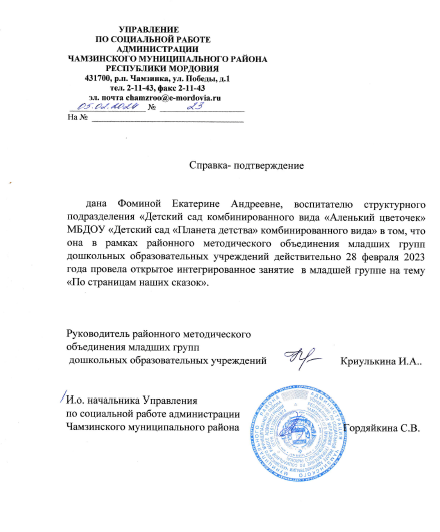 УПРАВЛЕНИЕ
ПО СОЦИАЛЬНОЙ РАБОТЕ
АДМИНИСТРАЦИИ
ЧАМЗИНСКОГО МУНИЦИПАЛЬНОГО РАЙОНА
РЕСПУБЛИКИ МОРДОВИЯ
431700, р.п. Чамзинка, ул. Победы, д.1
тел. 2-11-43, факс 2-11-43
эл. почта chamzroo@e-mordovia.ru
05.02.2024 № 23
На № 
Справка- подтверждение
дана Фоминой Екатерине Андреевне, воспитателю структурного
подразделения «Детский сад комбинированного вида «Аленький цветочек»
МБДОУ «Детский сад «Планета детства» комбинированного вида» в том, что
она в рамках районного методического объединения младших групп
дошкольных образовательных учреждений действительно 28 февраля 2023
года провела открытое интегрированное занятие в младшей группе на тему
«По страницам наших сказок».
Руководитель районного методического
объединения младших групп
дошкольных образовательных учреждений Криулькина И.А..
И.о. начальника Управления
по социальной работе администрации
Чамзинского муниципального района Гордяйкина С.В.